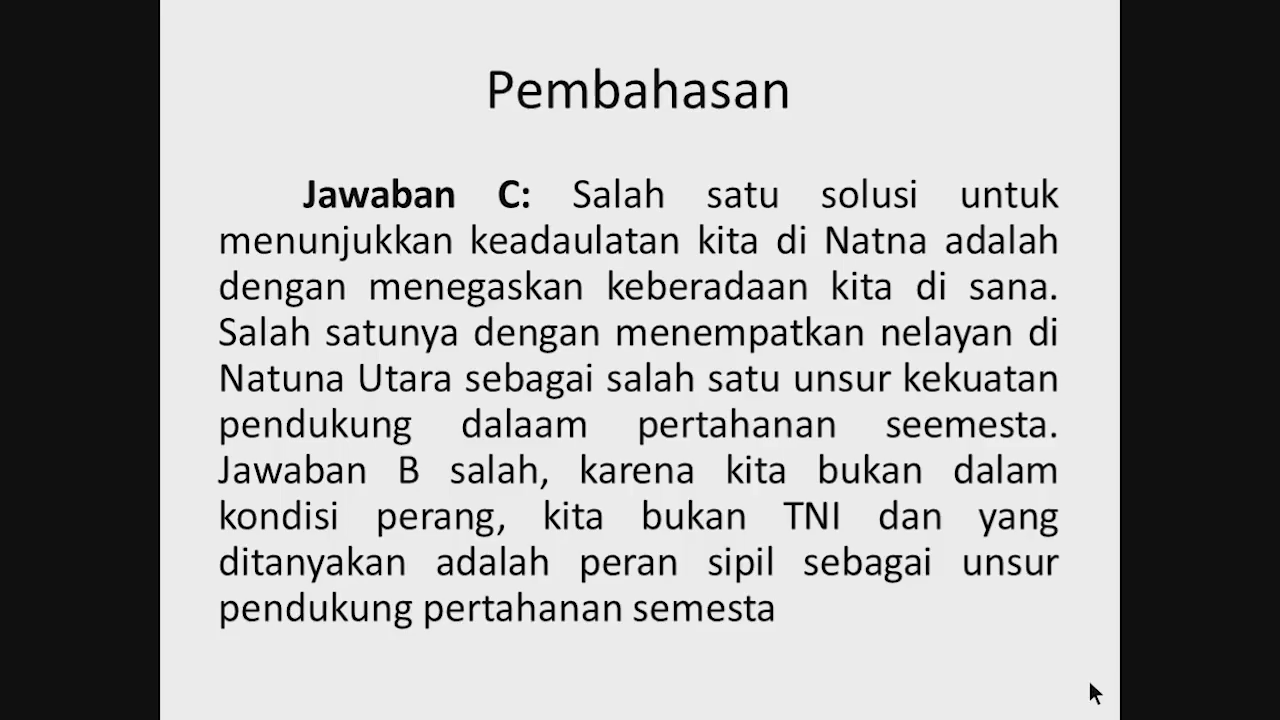 Pembahasan
Jawaban C: Salah satu solusi untuk
menunjukkan keadaulatan kita di Natna adalah
dengan menegaskan keberadaan kita di sana.
Salah satunya dengan menempatkan nelayan di
Natuna Utara sebagai salah satu unsur kekuatan
pendukung dalaam pertahanan seemesta.
Jawaban B salah, karena kita bukan dalam
kondisi perang, kita bukan TNI dan yang
ditanyakan adalah peran sipil sebagai unsur
pendukung pertahanan semesta